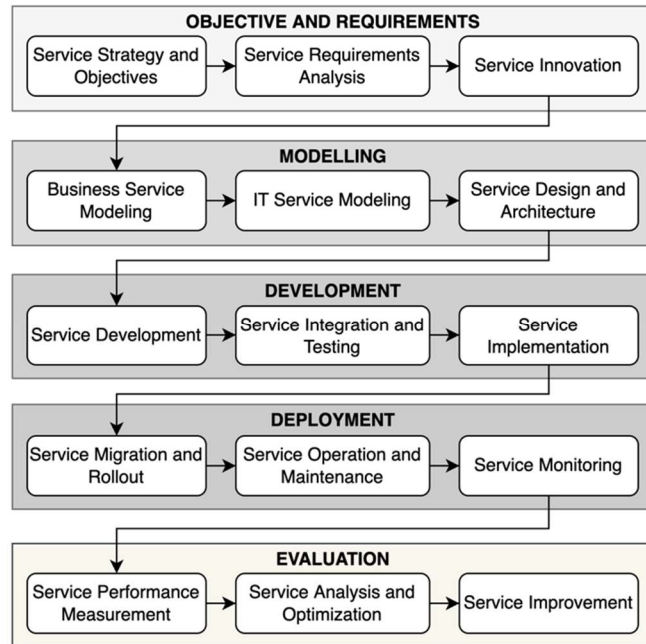 OBJECTIVE AND REQUIREMENTS
Service Strategy and
Objectives
Service Requirements
Analysis
Service Innovation
MODELLING
Business Service
Modeling
IT Service Modeling
Service Design and
Architecture
DEVELOPMENT
Service Development
Service Integration and
Testing
Service
Implementation
DEPLOYMENT
Service Migration and
Rollout
Service Operation and
Maintenance
Service Monitoring
EVALUATION
Service Performance
Measurement
Service Analysis and
Optimization
Service Improvement